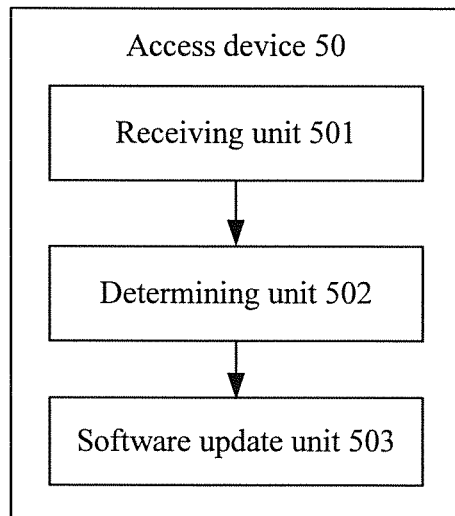 Access device 50
Receiving unit 501
Determining unit 502
Software update unit 503